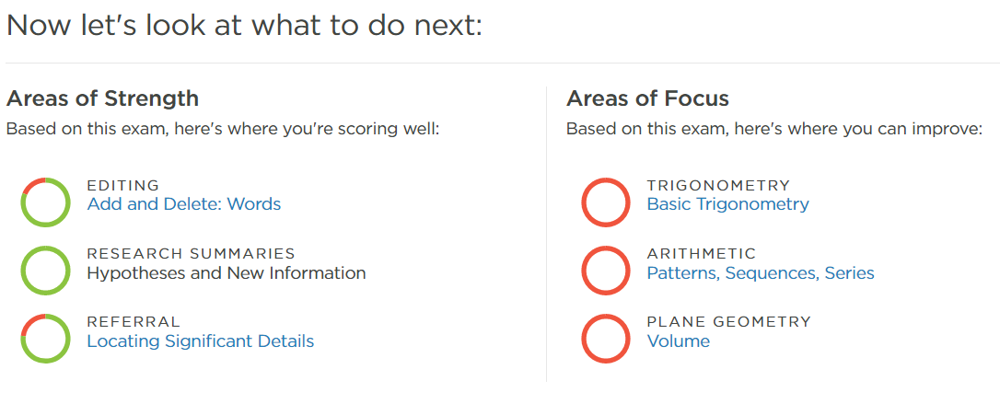 Now let's look at what to do next:
Areas of Strength
Based on this exam, here's where you're scoring well:
EDITING
Add and Delete: Words
RESEARCH SUMMARIES
Hypotheses and New Information
REFERRAL
Locating Significant Details
Areas of Focus
Based on this exam, here's where you can improve:
TRIGONOMETRY
Basic Trigonometry
ARITHMETIC
Patterns, Sequences, Series
PLANE GEOMETRY
Volume